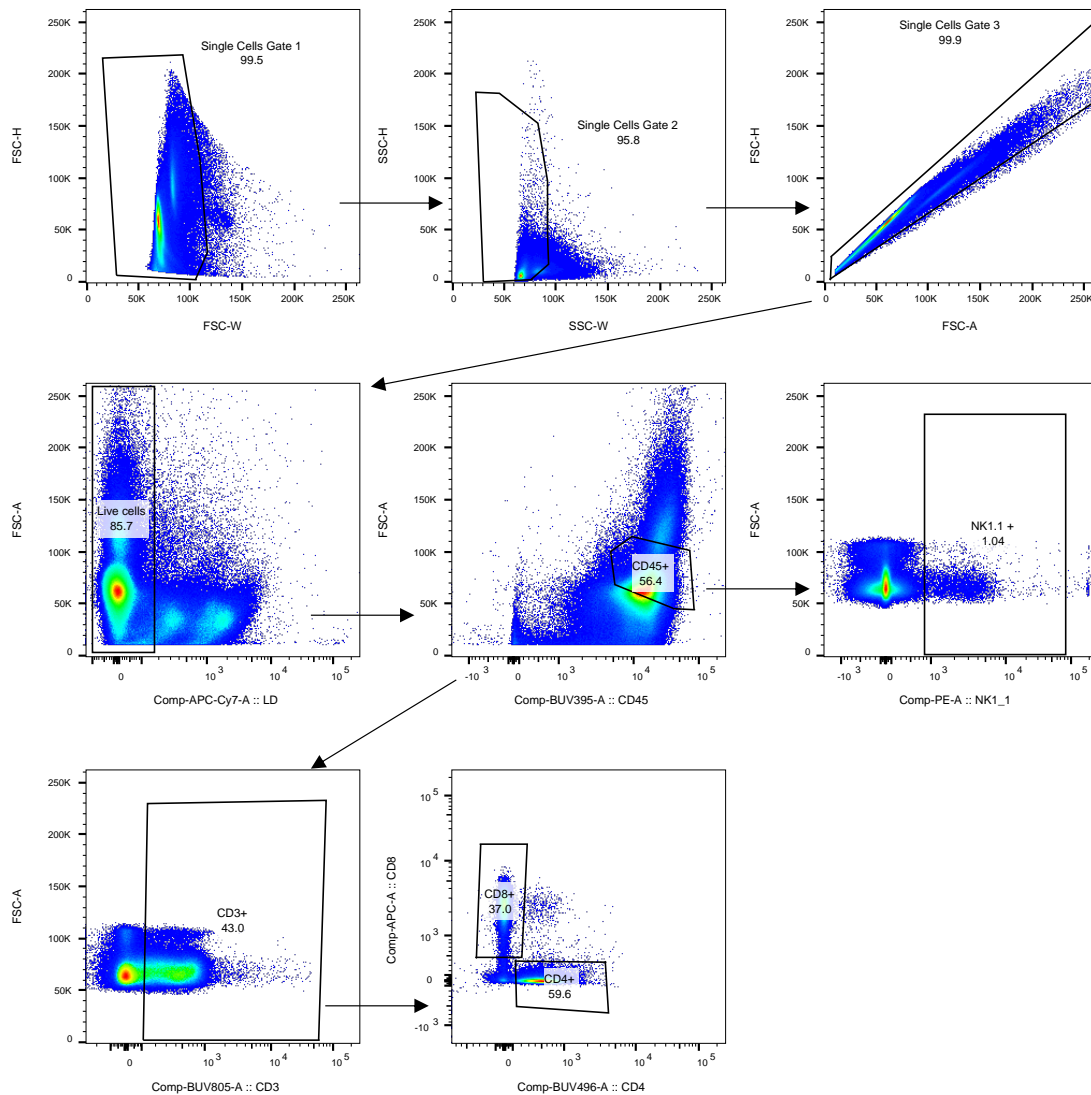 Single Cells Gate 1
99.5
FSC-H
250K
200K
150K
100K
50K
0
0 50K 100K 150K 200K 250K
FSC-W
Single Cells Gate 2
95.8
SSC-H
250K
200K
150K
100K
50K
0
0 50K 100K 150K 200K 250K
SSC-W
Single Cells Gate 3
99.9
FSC-H
250K
200K
150K
100K
50K
0
0 50K 100K 150K 200K 250K
FSC-A
Live cells
85.7
FSC-A
250K
200K
150K
100K
50K
0
0 10 3 10 4 10 5
Comp-APC-Cy7-A :: LD
CD45+
56.4
FSC-A
250K
200K
150K
100K
50K
0
-10 3 0 10 3 10 4 10 5
Comp-BUV395-A :: CD45
NK1.1 +
1.04
FSC-A
250K
200K
150K
100K
50K
0
-10 3 0 10 3 10 4 10 5
Comp-PE-A :: NK1_1
CD3+
43.0
FSC-A
250K
200K
150K
100K
50K
0
0 10 3 10 4 10 5
Comp-BUV805-A :: CD3
CD8+
37.0
CD4+
59.6
Comp-APC-A :: CD8
10 5
10 4
10 3
0
-10 3
0 10 3 10 4 10 5
Comp-BUV496-A :: CD4